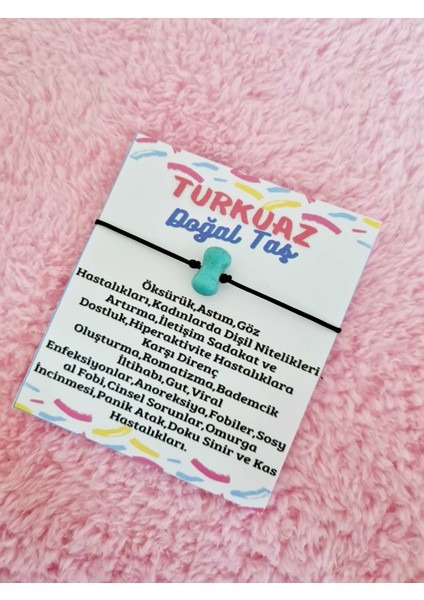 TURKUAZ
Doğal Taş
Öksürük,Astım,Göz
Hastalıkları,Kadınlarda Dişil Nitelikleri
Artırma,İletişim Sadakat ve
Dostluk,Hiperaktivite Hastalıklara
Karşı Direnç
Oluşturma,Romatizma,Bademcik
İltihabı,Gut,Viral
Enfeksiyonlar,Anoreksiya,Fobiler,Sosy
al Fobi,Cinsel Sorunlar,Omurga
İncinmesi,Panik Atak,Doku Sinir ve Kas
Hastalıkları.